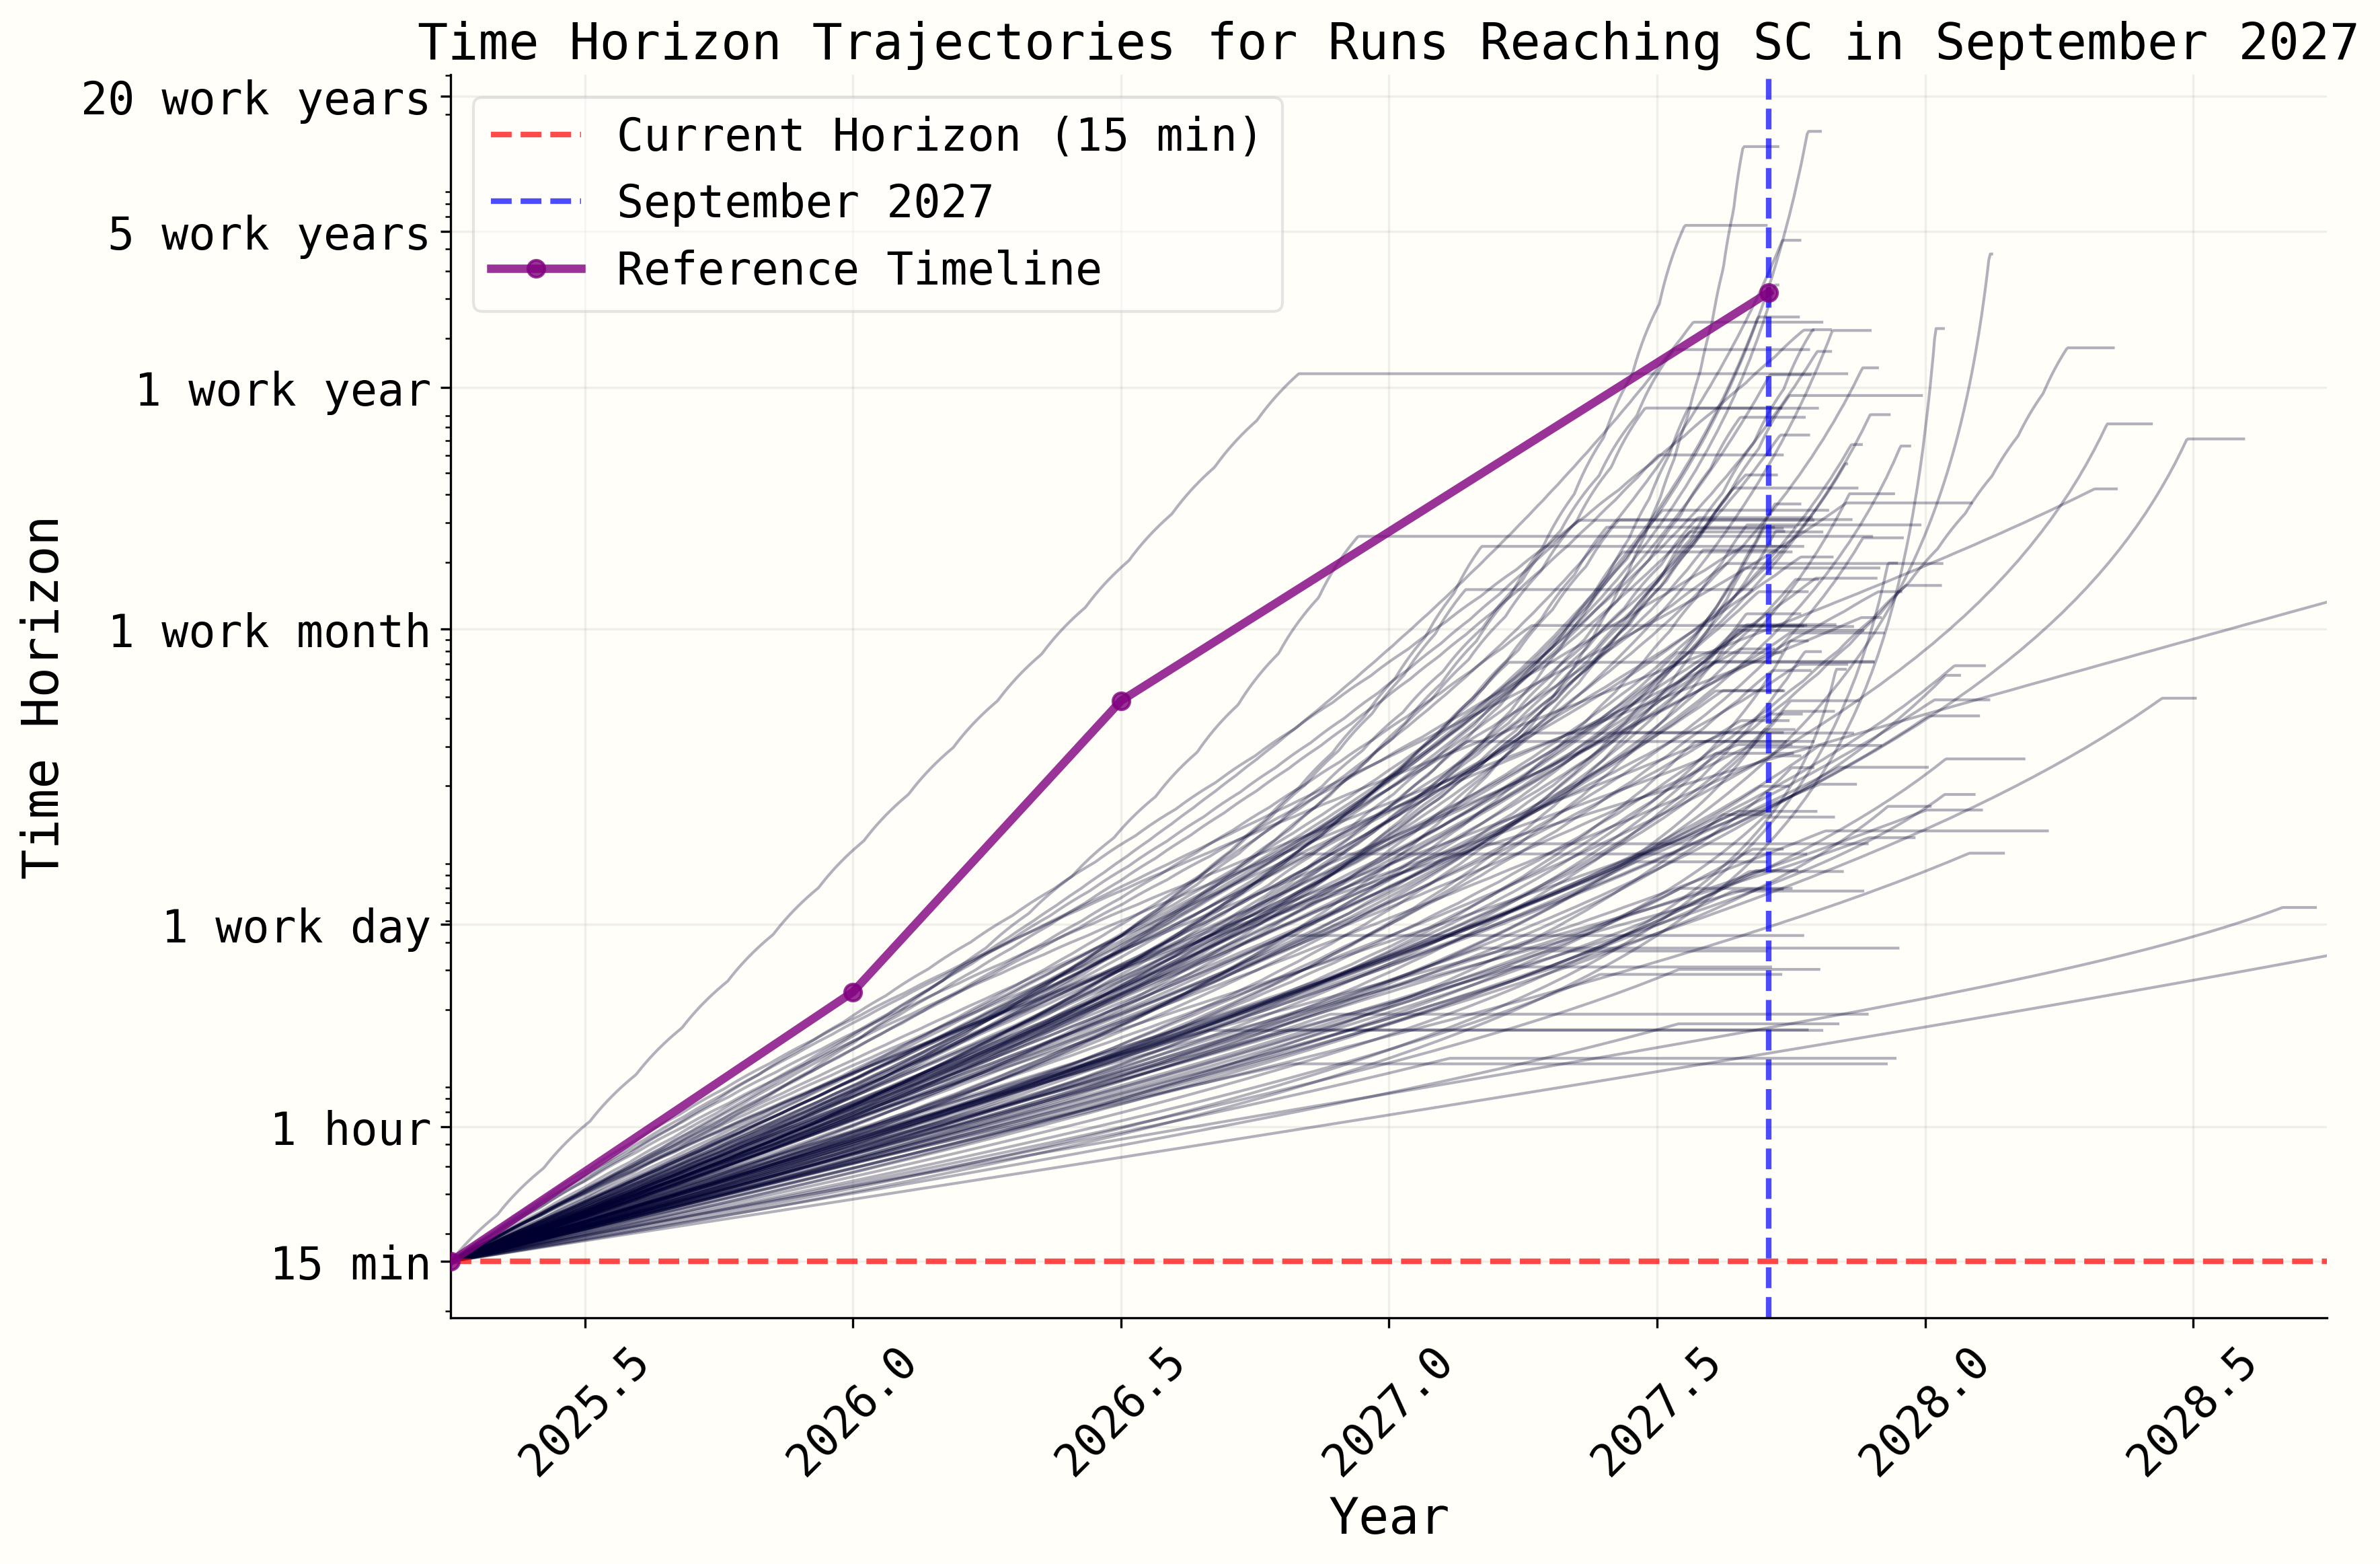 Time Horizon Trajectories for Runs Reaching SC in September 2027
Current Horizon (15 min)
September 2027
Reference Timeline
Time Horizon
20 work years
5 work years
1 work year
1 work month
1 work day
1 hour
15 min
2025.5
2026.0
2026.5
2027.0
2027.5
2028.0
2028.5
Year